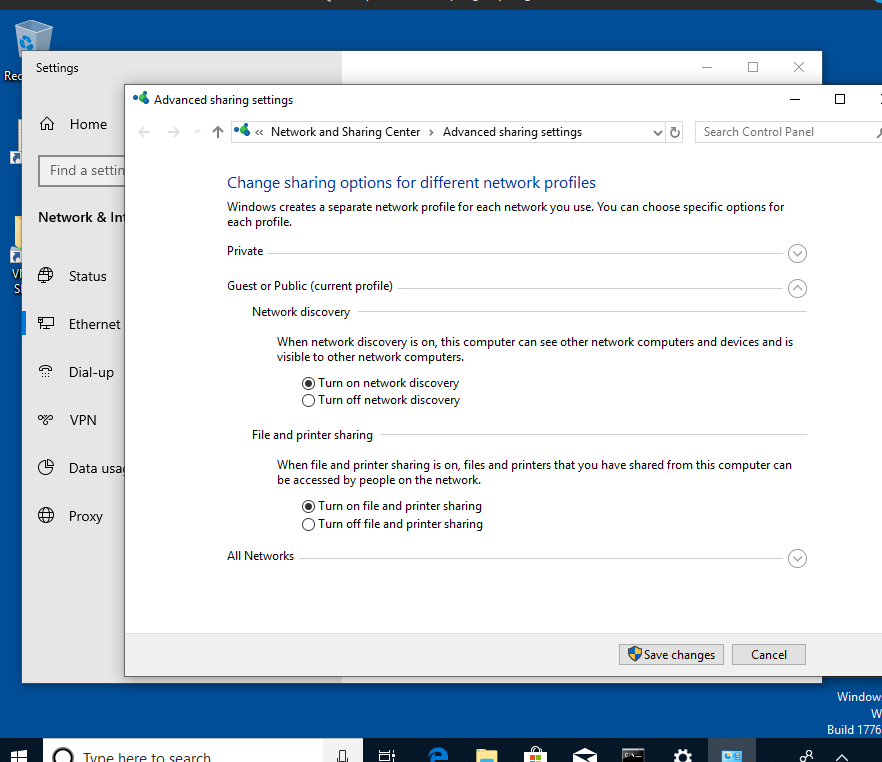 Rec
Settings
Advanced sharing settings
Home
« Network and Sharing Center › Advanced sharing settings
Search Control Panel
Find a settin
Change sharing options for different network profiles
Windows creates a separate network profile for each network you use. You can choose specific options for
each profile.
Network & Int
Private
Status
Guest or Public (current profile)
Network discovery
Ethernet
When network discovery is on, this computer can see other network computers and devices and is
visible to other network computers.
Dial-up
Turn on network discovery
Turn off network discovery
VPN
File and printer sharing
Data usag
When file and printer sharing is on, files and printers that you have shared from this computer can
be accessed by people on the network.
Proxy
Turn on file and printer sharing
Turn off file and printer sharing
All Networks
Save changes
Cancel
Windows
W
Build 1776
Type here to search